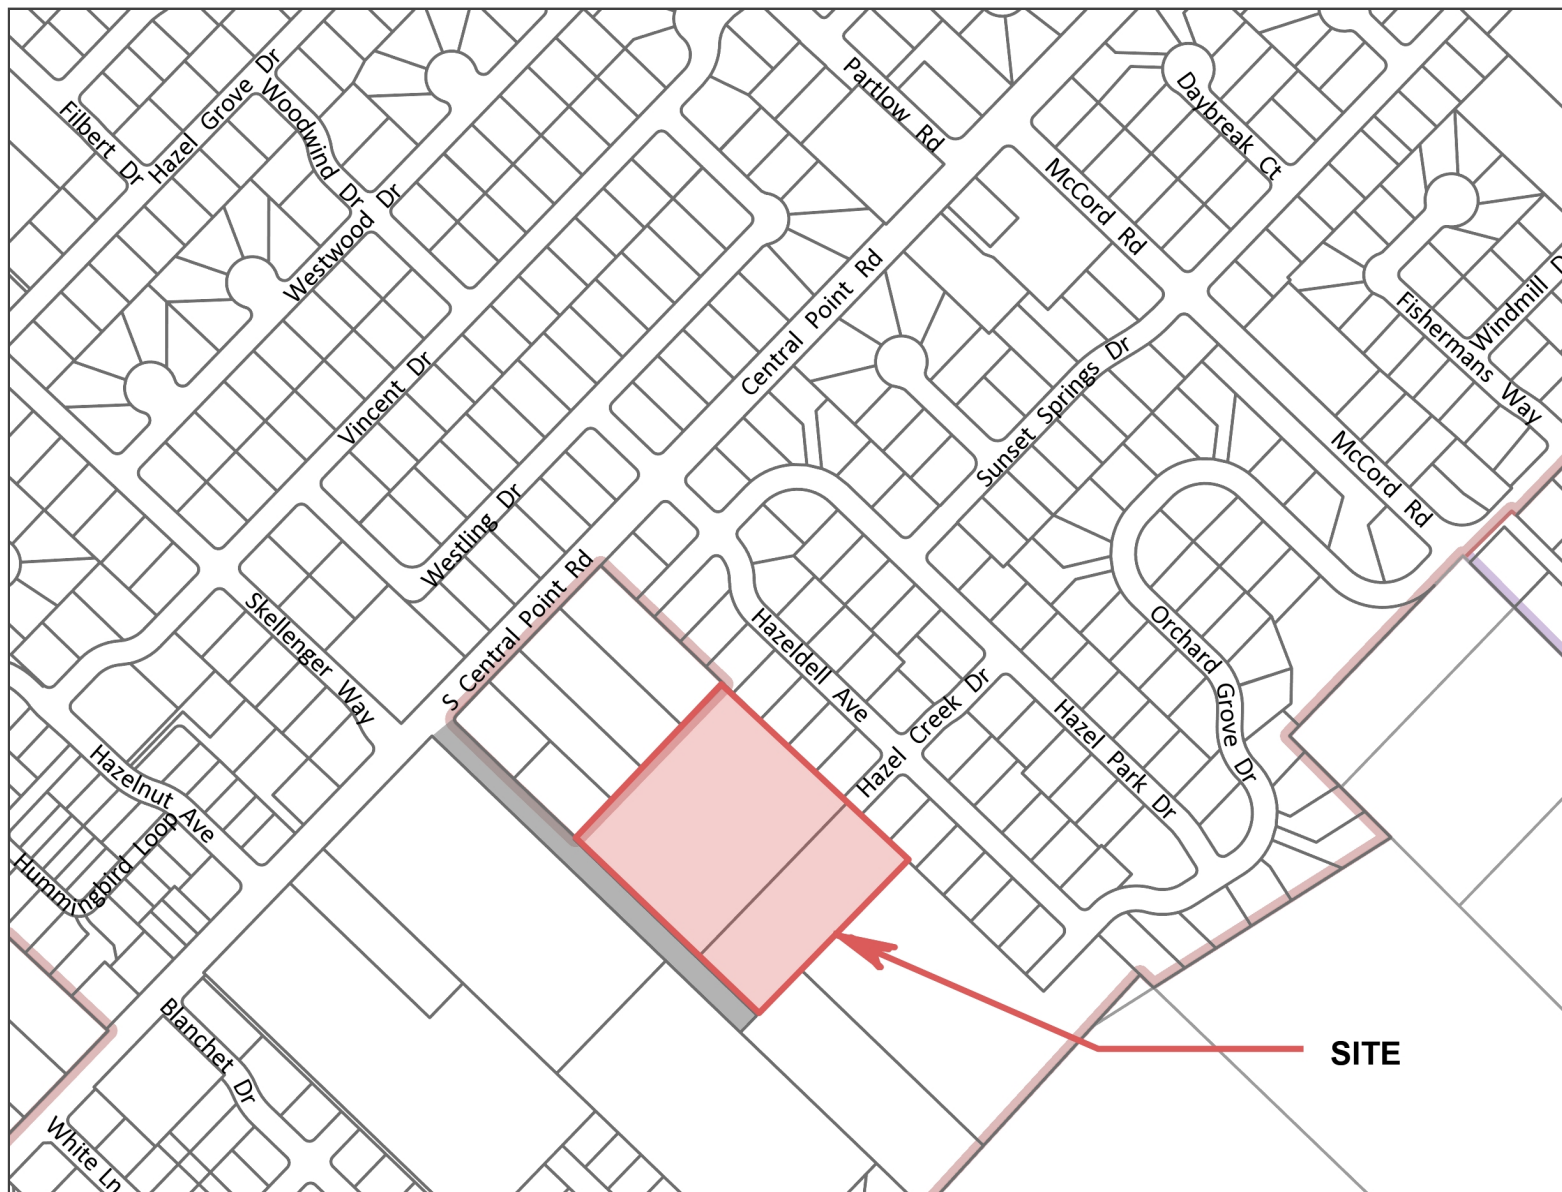 Filbert Dr
Hazel Grove Dr
Woodwind Dr
Westwood Dr
Partlow Rd
Daybreak Ct
McCord Rd
Central Point Rd
Vincent Dr
Sunset Springs Dr
Fishermans Way
Windmill D
McCord Rd
Westling Dr
S Central Point Rd
Skellenger Way
Hazeldell Ave
Orchard Grove Dr
Hazel Creek Dr
Hazel Park Dr
Hazelnut Ave
Hummingbird Loop
Blanchet Dr
White Ln
SITE